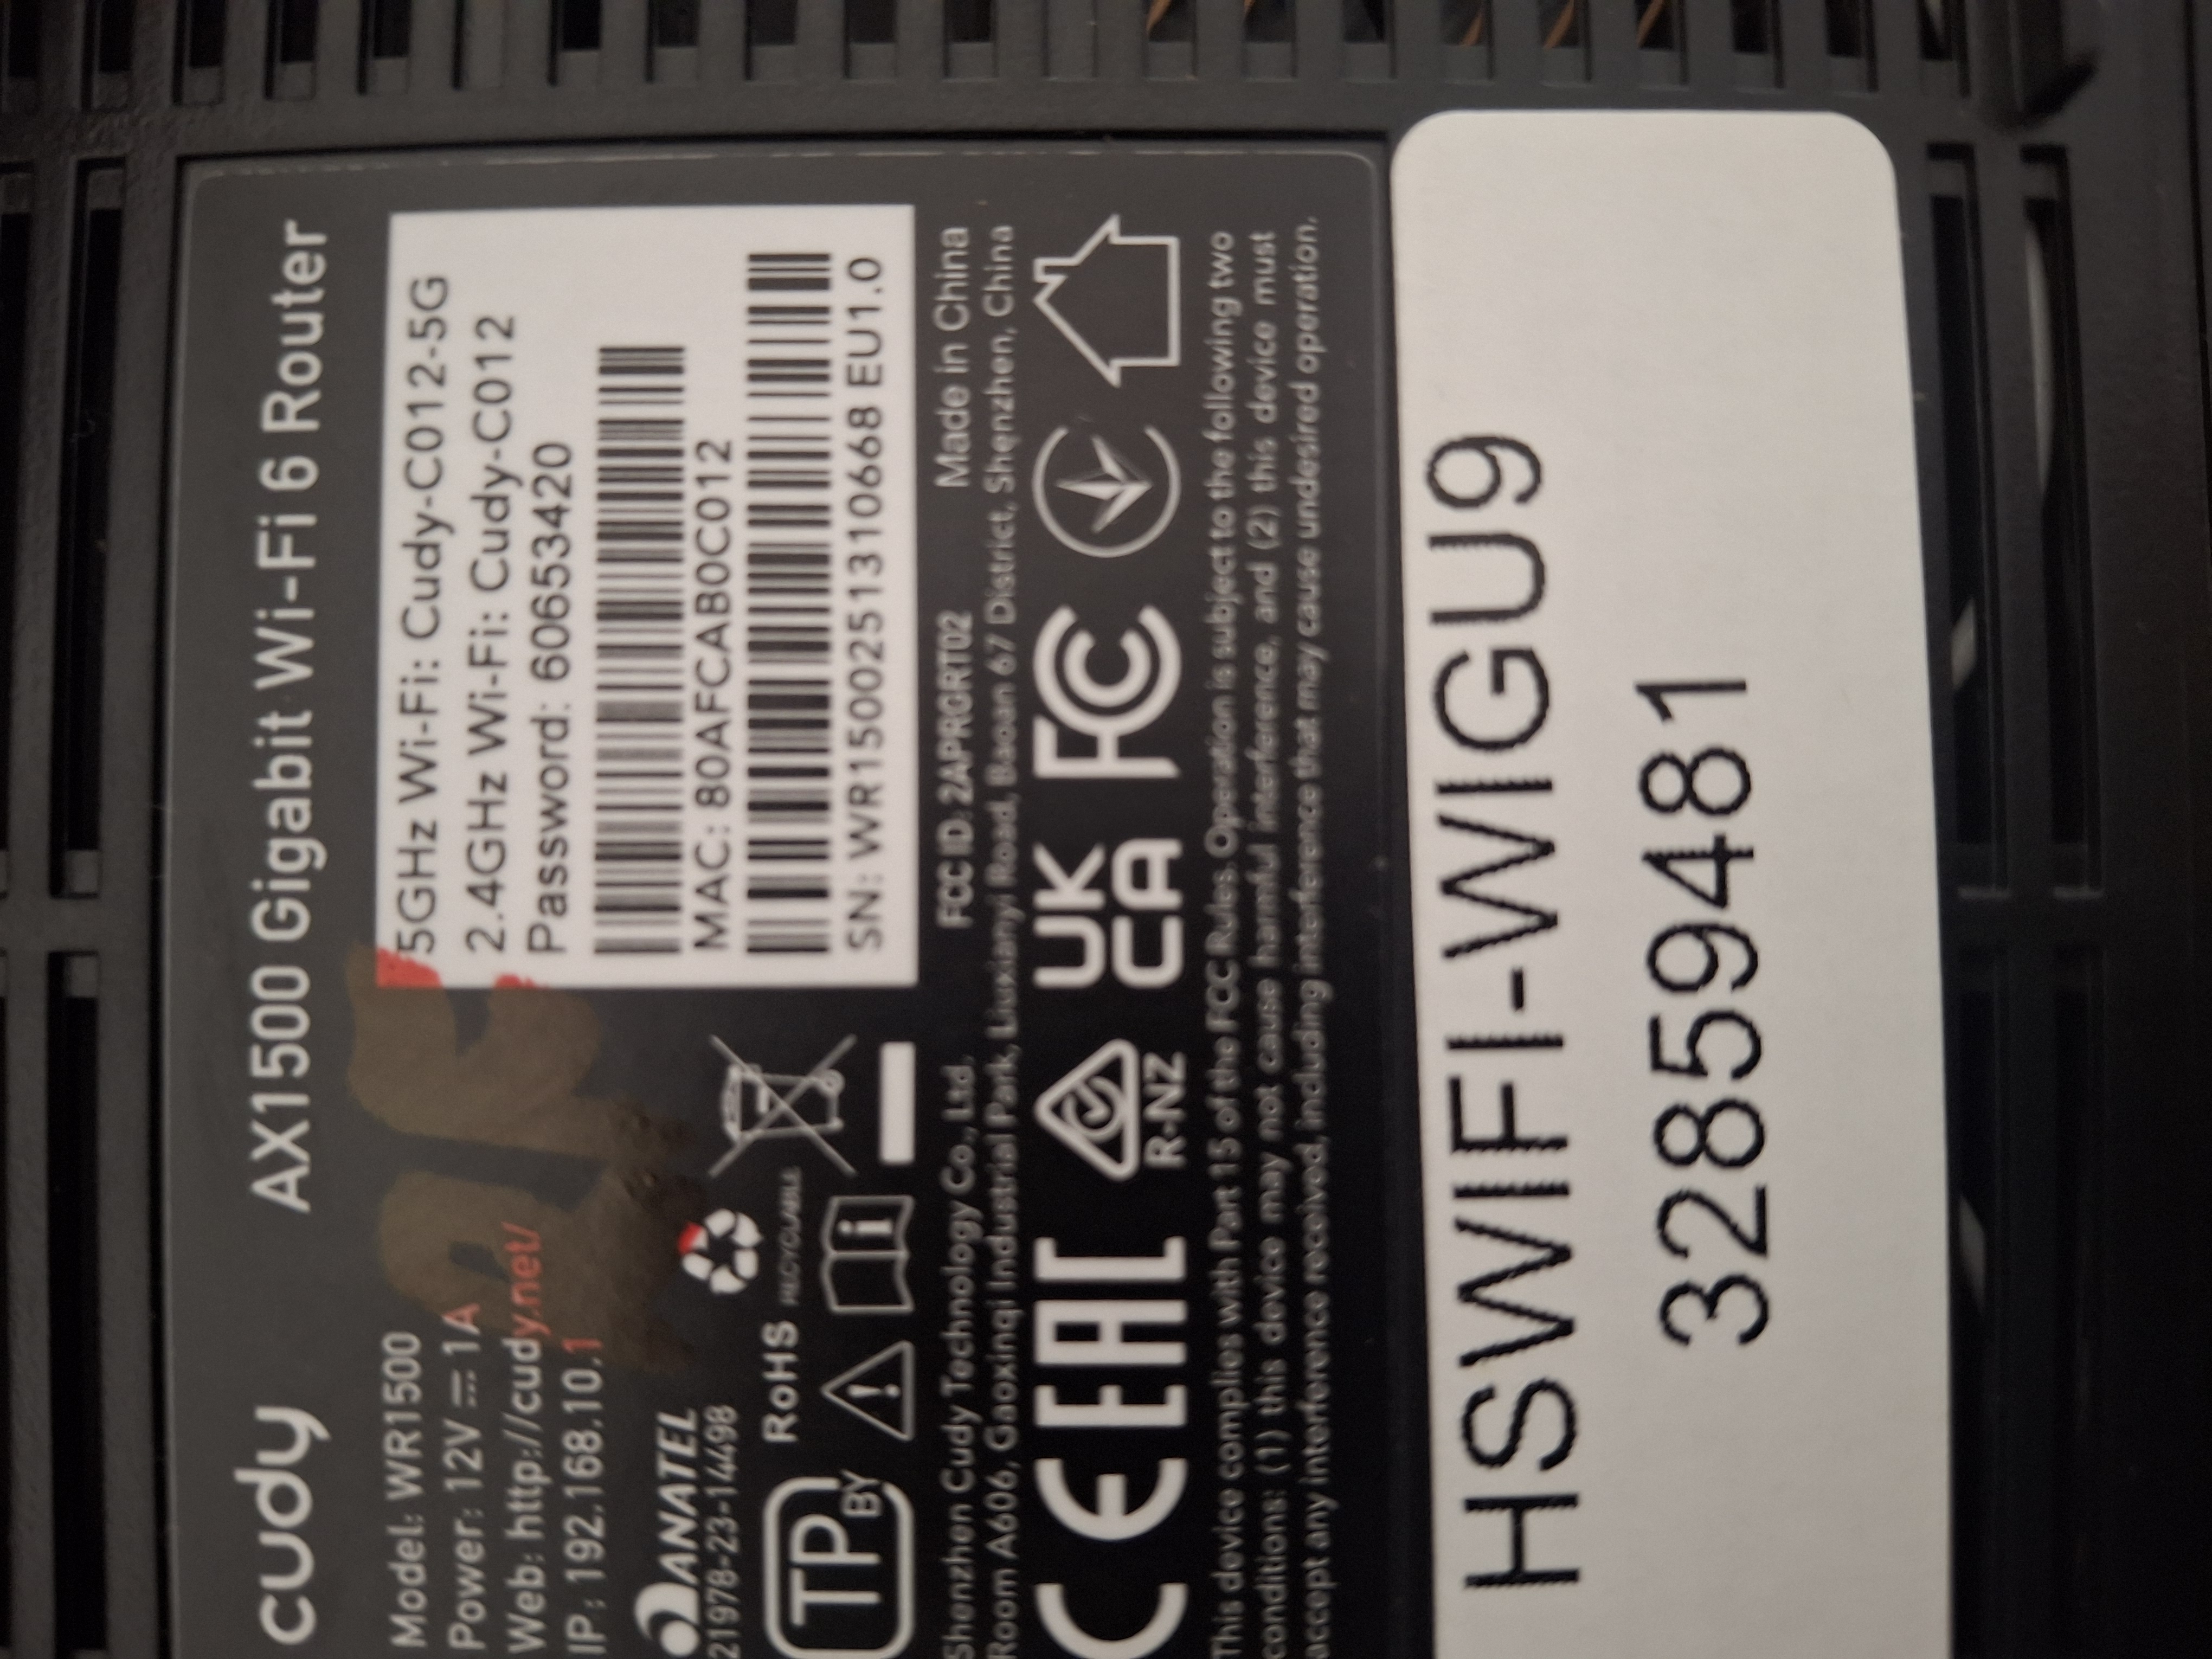 cudy
AX1500 Gigabit Wi-Fi 6 Router
Model: WR1500
Power: 12V ⎓ 1A
Web: http://cudy.net/
IP: 192.168.10.1
5GHz Wi-Fi: Cudy-C012-5G
2.4GHz Wi-Fi: Cudy-C012
Password: 60653420
MAC: 80AFCAB0C012
SN: WR1500251310668 EU1.0
ANATEL
21978-23-14498
RoHS
RECYCLABLE
TP
BY
FCC ID: 2APRGRT02
Made in China
Shenzhen Cudy Technology Co., Ltd.
Room A606, Gaoxinqi Industrial Park, Liuxianyi Road, Baoan 67 District, Shenzhen, China
CE
EAC
R-NZ
UK
CA
FC
This device complies with Part 15 of the FCC Rules. Operation is subject to the following two
conditions: (1) this device may not cause harmful interference, and (2) this device must
accept any interference received, including interference that may cause undesired operation.
HSWIFI-WIGU9
32859481